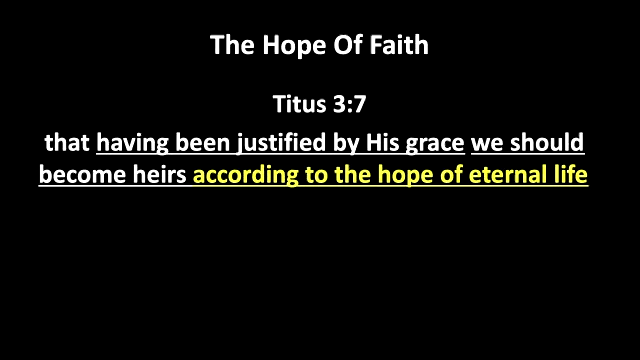 The Hope Of Faith
Titus 3:7
that having been justified by His grace we should
become heirs according to the hope of eternal life